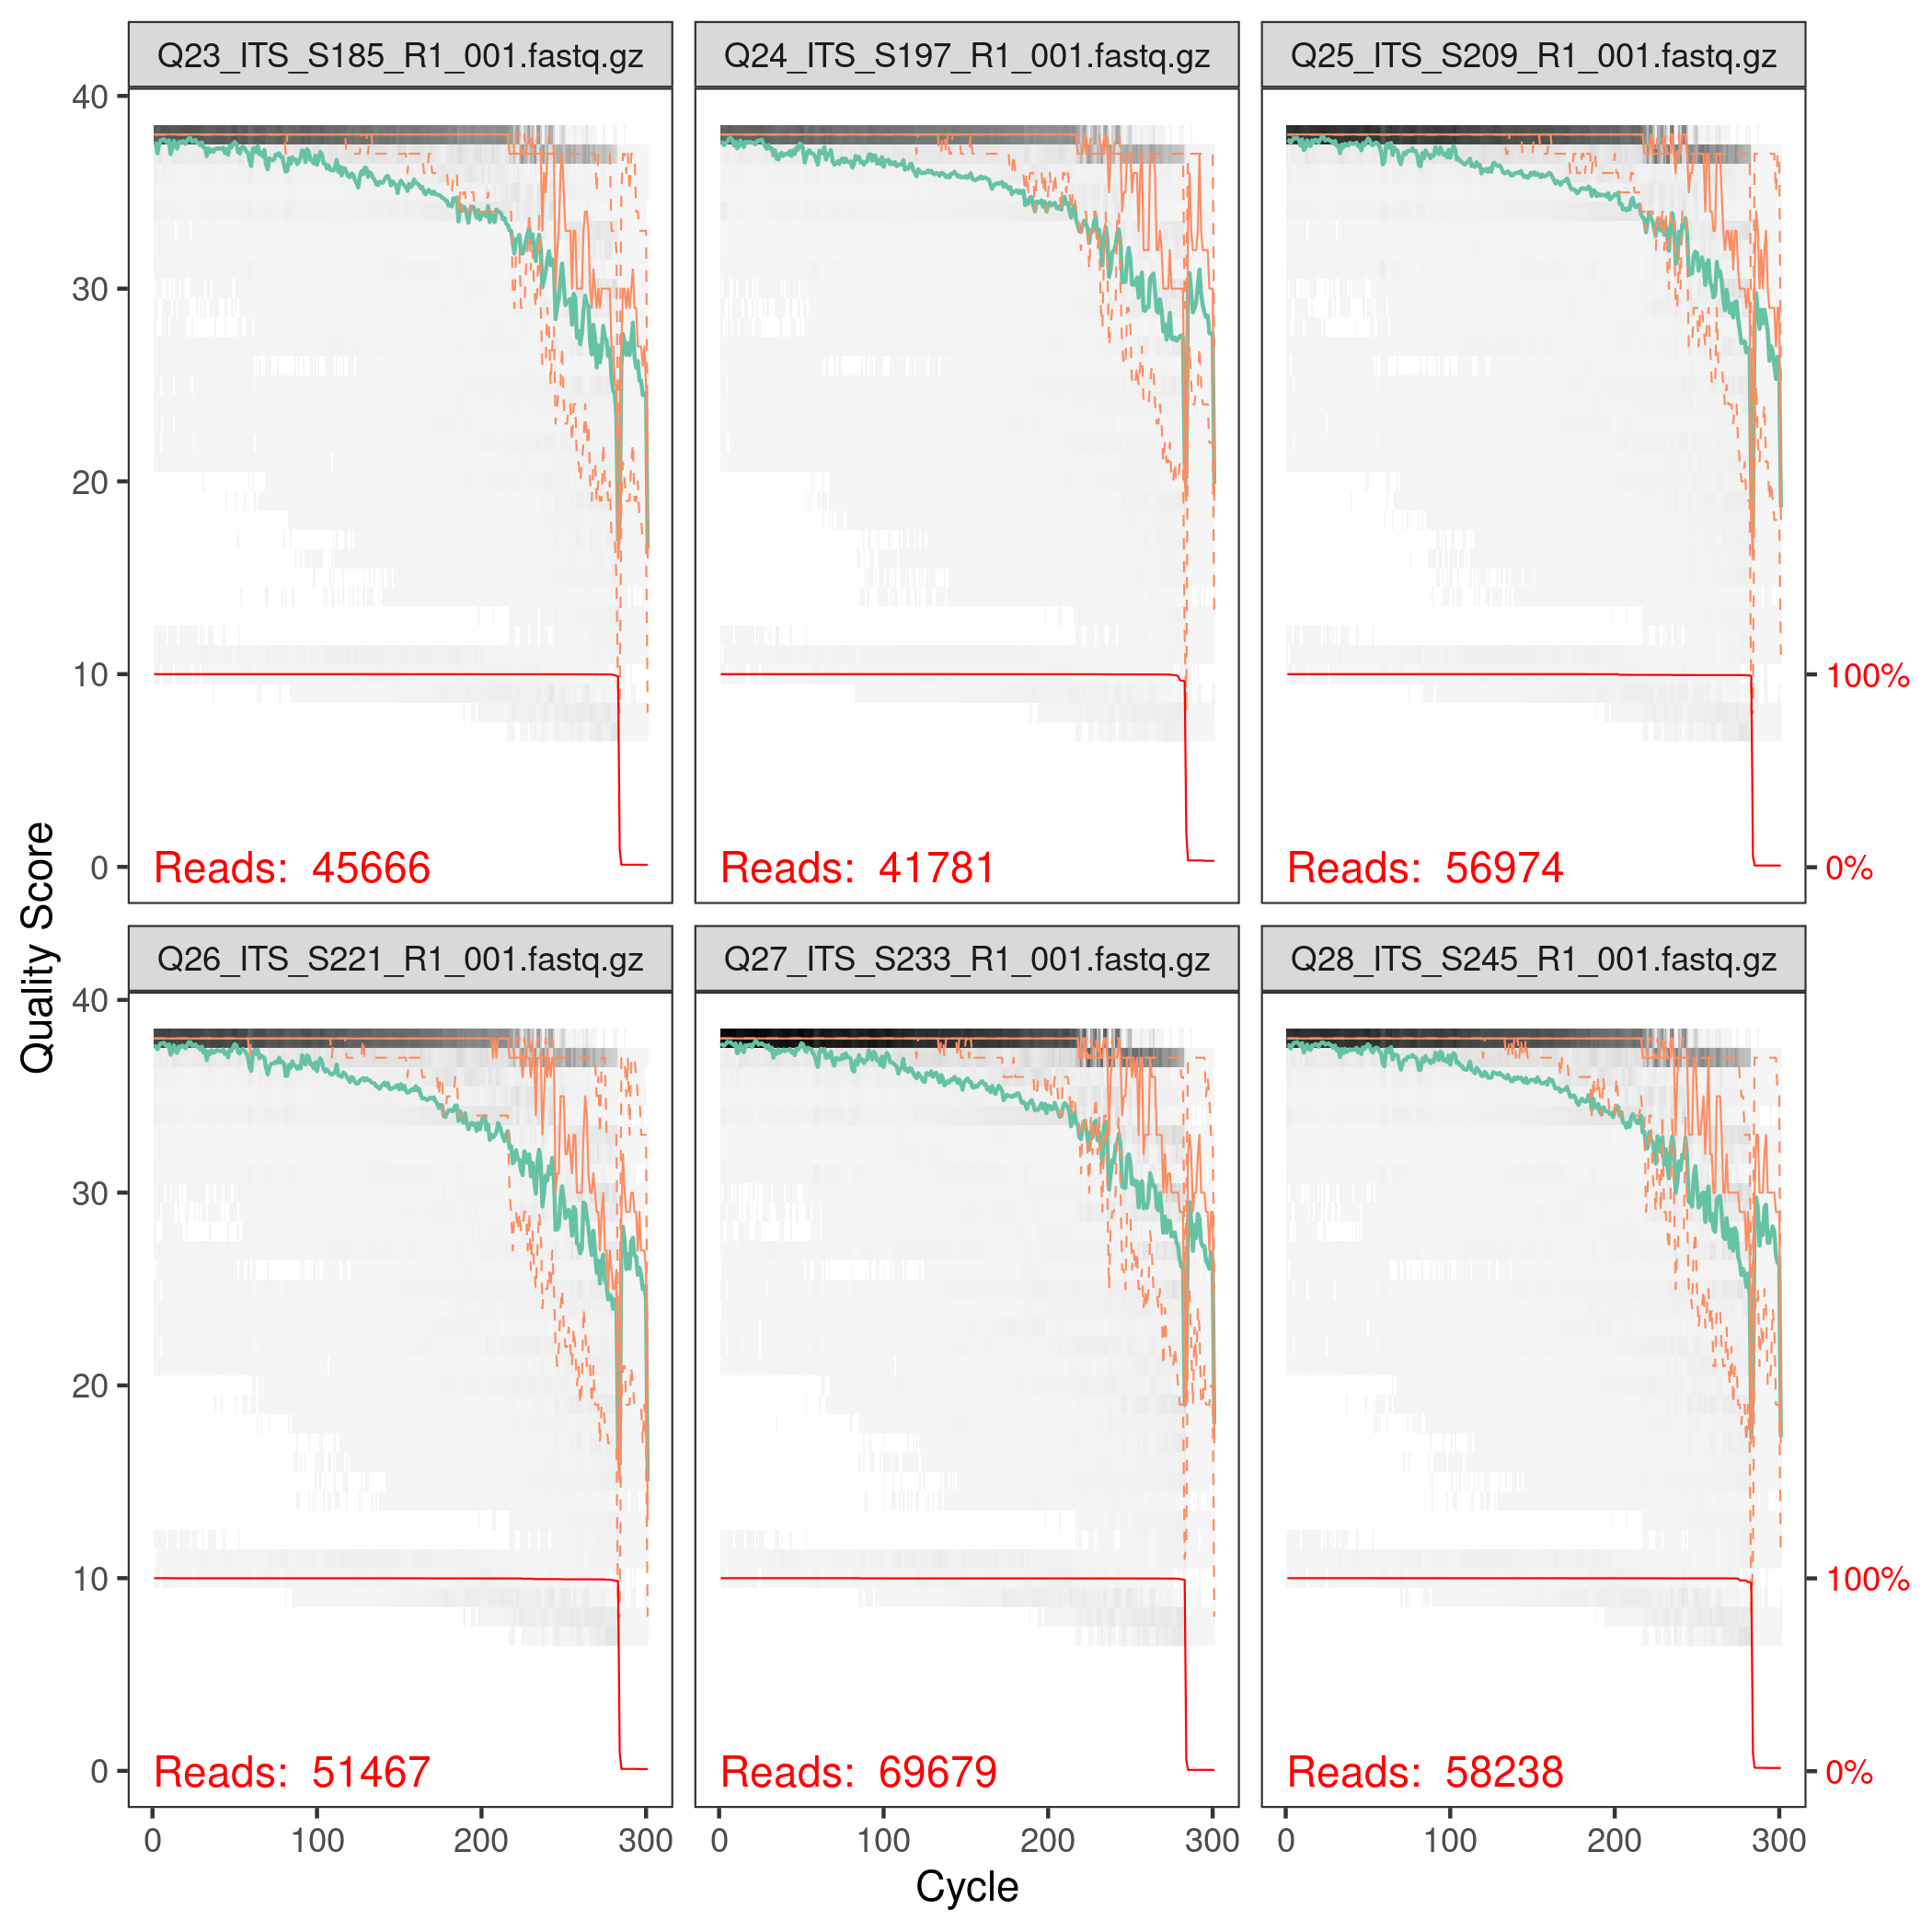 Q23_ITS_S185_R1_001.fastq.gz
Q24_ITS_S197_R1_001.fastq.gz
Q25_ITS_S209_R1_001.fastq.gz
40
30
20
10
0
100%
0%
Reads: 45666
Reads: 41781
Reads: 56974
Quality Score
Q26_ITS_S221_R1_001.fastq.gz
Q27_ITS_S233_R1_001.fastq.gz
Q28_ITS_S245_R1_001.fastq.gz
40
30
20
10
0
100%
0%
Reads: 51467
Reads: 69679
Reads: 58238
0 100 200 300
0 100 200 300
0 100 200 300
Cycle